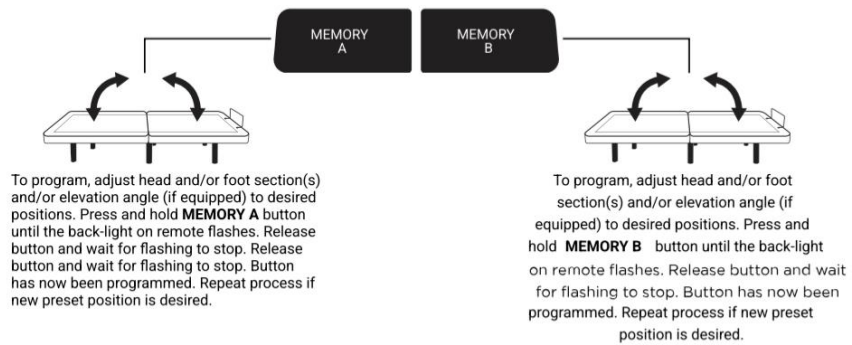 MEMORY
A
MEMORY
B
To program, adjust head and/or foot section(s)
and/or elevation angle (if equipped) to desired
positions. Press and hold MEMORY A button
until the back-light on remote flashes. Release
button and wait for flashing to stop. Release
button and wait for flashing to stop. Button
has now been programmed. Repeat process if
new preset position is desired.
To program, adjust head and/or foot
section(s) and/or elevation angle (if
equipped) to desired positions. Press and
hold MEMORY B button until the back-light
on remote flashes. Release button and wait
for flashing to stop. Button has now been
programmed. Repeat process if new preset
position is desired.